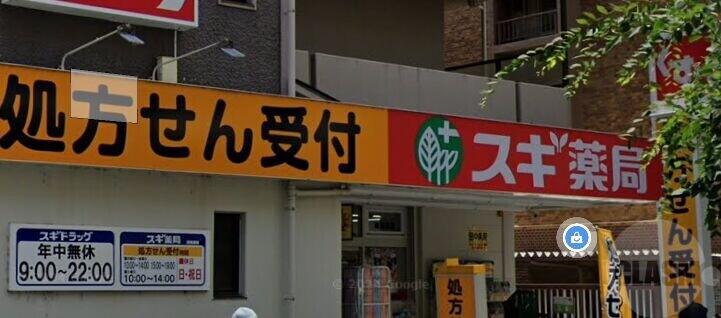 処方せん受付
スギ薬局
スギドラッグ
年中無休
9:00～22:00
スギ薬局
処方せん受付時間
日・祝日
10:00～14:00
処方
方せん受付
© 2024 Google